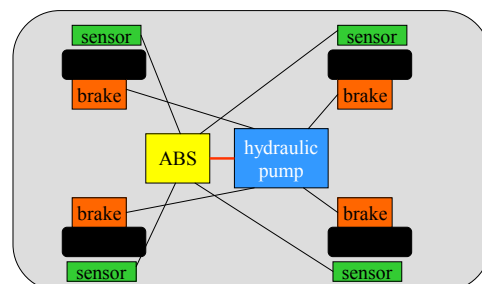 sensor
sensor
brake
brake
ABS
hydraulic
pump
brake
brake
sensor
sensor